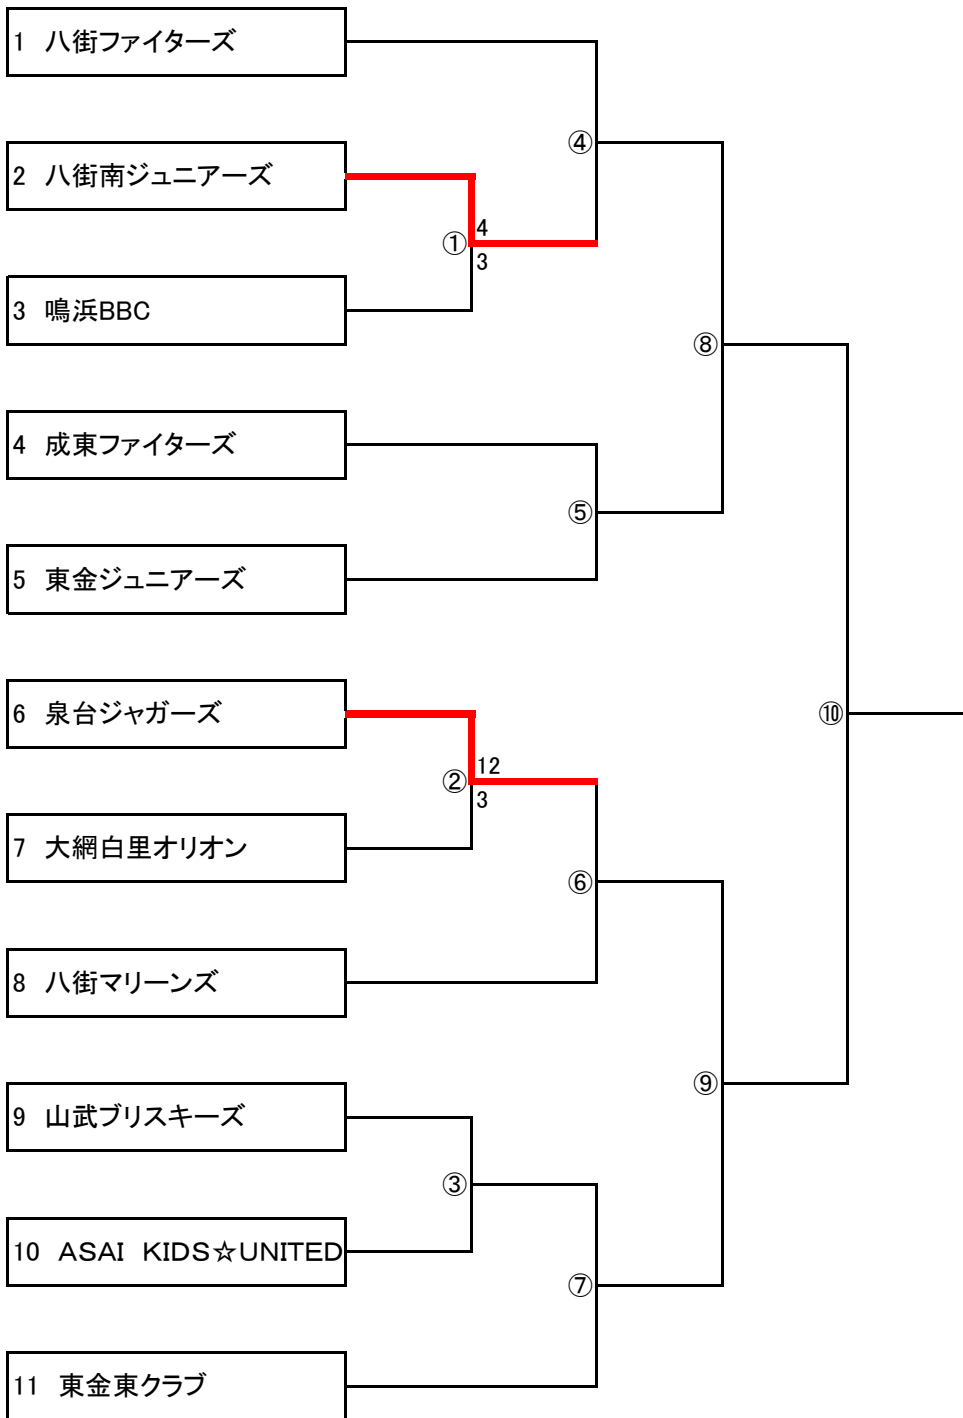 1 八街ファイターズ
④
2 八街南ジュニアーズ
4
①
3
3 鳴浜BBC
⑧
4 成東ファイターズ
⑤
5 東金ジュニアーズ
6 泉台ジャガーズ
⑩
12
②
3
7 大網白里オリオン
⑥
8 八街マリーンズ
⑨
9 山武ブリスキーズ
③
10 ASAI KIDS☆UNITED
⑦
11 東金東クラブ